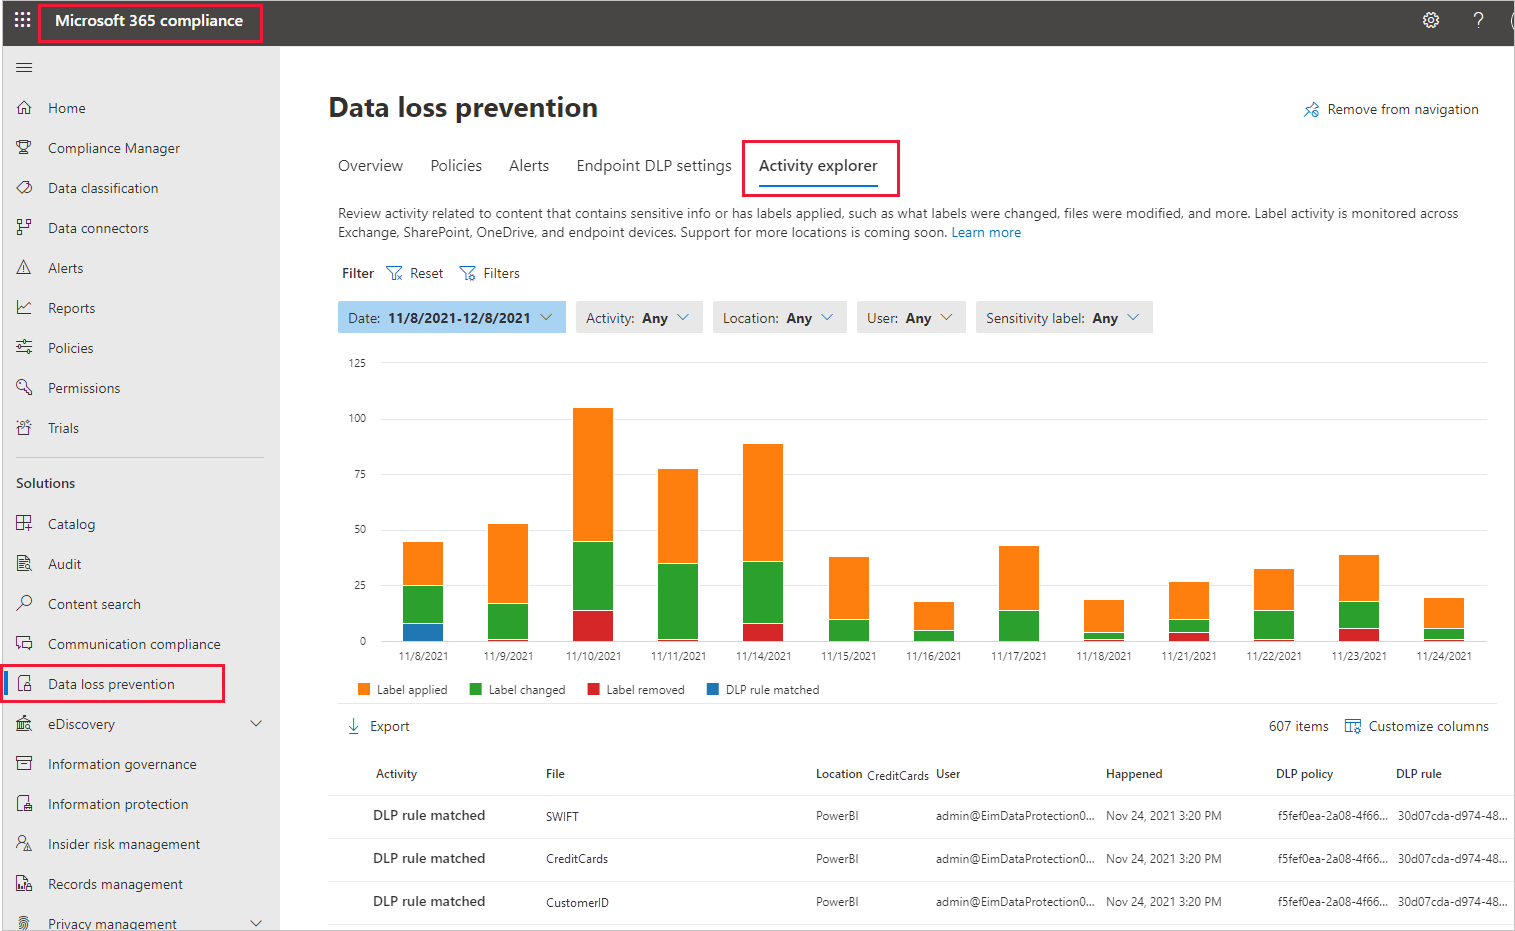 Microsoft 365 compliance
?
Home
Compliance Manager
Data classification
Data connectors
Alerts
Reports
Policies
Permissions
Trials
Solutions
Catalog
Audit
Content search
Communication compliance
Data loss prevention
eDiscovery
Information governance
Information protection
Insider risk management
Records management
Privacy management
Data loss prevention
Remove from navigation
Overview Policies Alerts Endpoint DLP settings Activity explorer
Review activity related to content that contains sensitive info or has labels applied, such as what labels were changed, files were modified, and more. Label activity is monitored across
Exchange, SharePoint, OneDrive, and endpoint devices. Support for more locations is coming soon. Learn more
Filter Reset Filters
Date: 11/8/2021-12/8/2021 Activity: Any Location: Any User: Any Sensitivity label: Any
125
100
75
50
25
0
11/8/2021 11/9/2021 11/10/2021 11/11/2021 11/14/2021 11/15/2021 11/16/2021 11/17/2021 11/18/2021 11/21/2021 11/22/2021 11/23/2021 11/24/2021
Label applied Label changed Label removed DLP rule matched
Export 607 items Customize columns
Activity File Location CreditCards User Happened DLP policy DLP rule
DLP rule matched SWIFT PowerBI admin@EimDataProtection0... Nov 24, 2021 3:20 PM f5fef0ea-2a08-4f66... 30d07cda-d974-48...
DLP rule matched CreditCards PowerBI admin@EimDataProtection0... Nov 24, 2021 3:20 PM f5fef0ea-2a08-4f66... 30d07cda-d974-48...
DLP rule matched CustomerID PowerBI admin@EimDataProtection0... Nov 24, 2021 3:20 PM f5fef0ea-2a08-4f66... 30d07cda-d974-48...